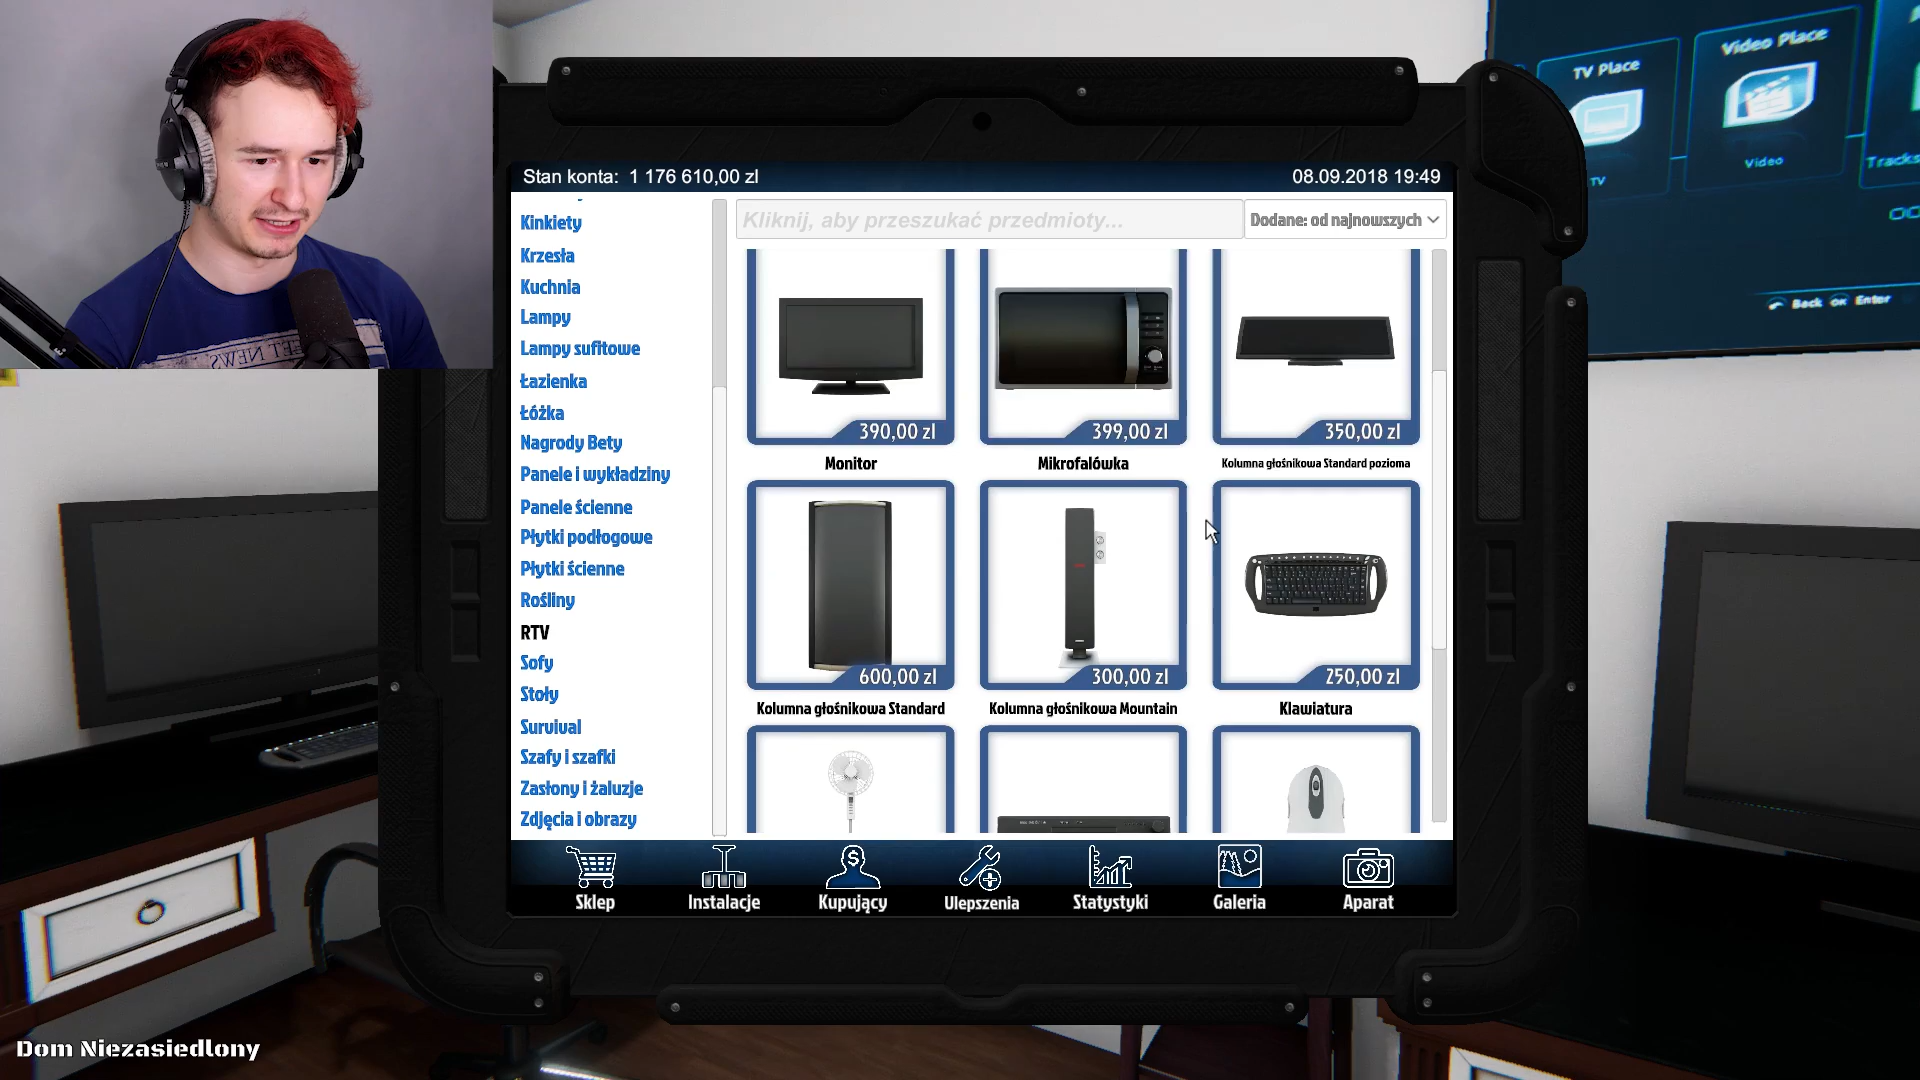 TV Place
Video Place
TV
Video
Tracks
Back OK Enter
Stan konta: 1 176 610,00 zl
08.09.2018 19:49
Kliknij, aby przeszukać przedmioty...
Dodane: od najnowszych
Kinkiety
Krzesła
Kuchnia
Lampy
Lampy sufitowe
Łazienka
Łóżka
Nagrody Bety
Panele i wykładziny
Panele ścienne
Płytki podłogowe
Płytki ścienne
Rośliny
RTV
Sofy
Stoły
Survival
Szafy i szafki
Zasłony i żaluzje
Zdjęcia i obrazy
390,00 zl
399,00 zl
350,00 zl
Monitor
Mikrofalówka
Kolumna głośnikowa Standard pozioma
600,00 zl
300,00 zl
250,00 zl
Kolumna głośnikowa Standard
Kolumna głośnikowa Mountain
Klawiatura
Sklep
Instalacje
Kupujący
Ulepszenia
Statystyki
Galeria
Aparat
Dom Niezasiedlony